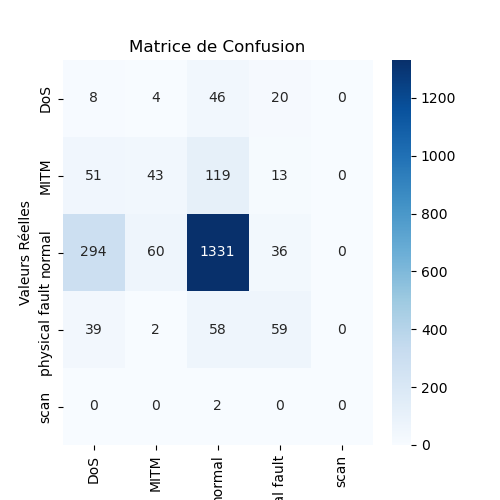 Matrice de Confusion
Valeurs Réelles
DoS
8 4 46 20 0
MITM
51 43 119 13 0
normal
294 60 1331 36 0
physical fault
39 2 58 59 0
scan
0 0 2 0 0
DoS MITM normal al fault scan
1200
1000
800
600
400
200
0